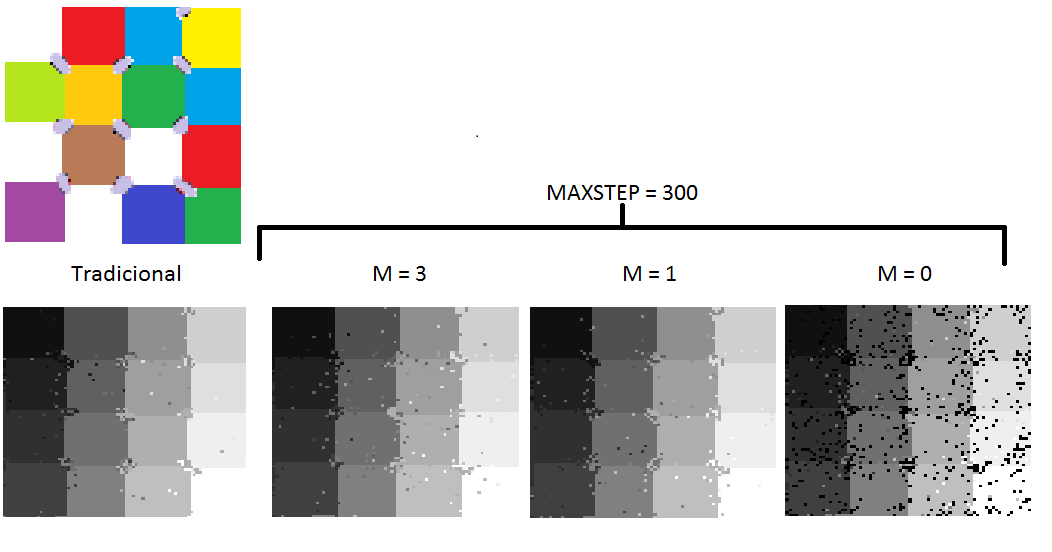 MAXSTEP = 300
Tradicional
M = 3
M = 1
M = 0